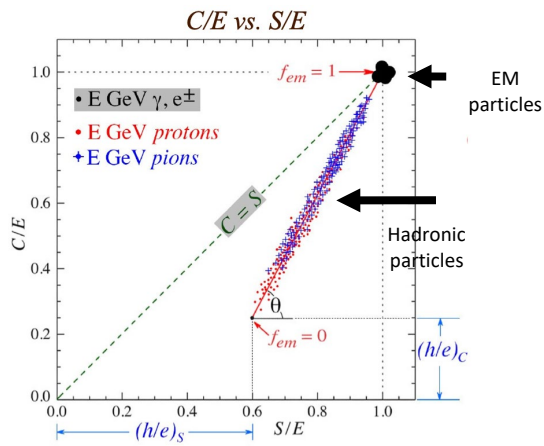 C/E vs. S/E
1.0
0.8
0.6
0.4
0.2
0.0
C/E
f_em = 1
• E GeV γ, e±
• E GeV protons
+ E GeV pions
C = S
θ
f_em = 0
EM
particles
Hadronic
particles
(h/e)_C
0.0 0.2 0.4 0.6 0.8 1.0
(h/e)_S
S/E